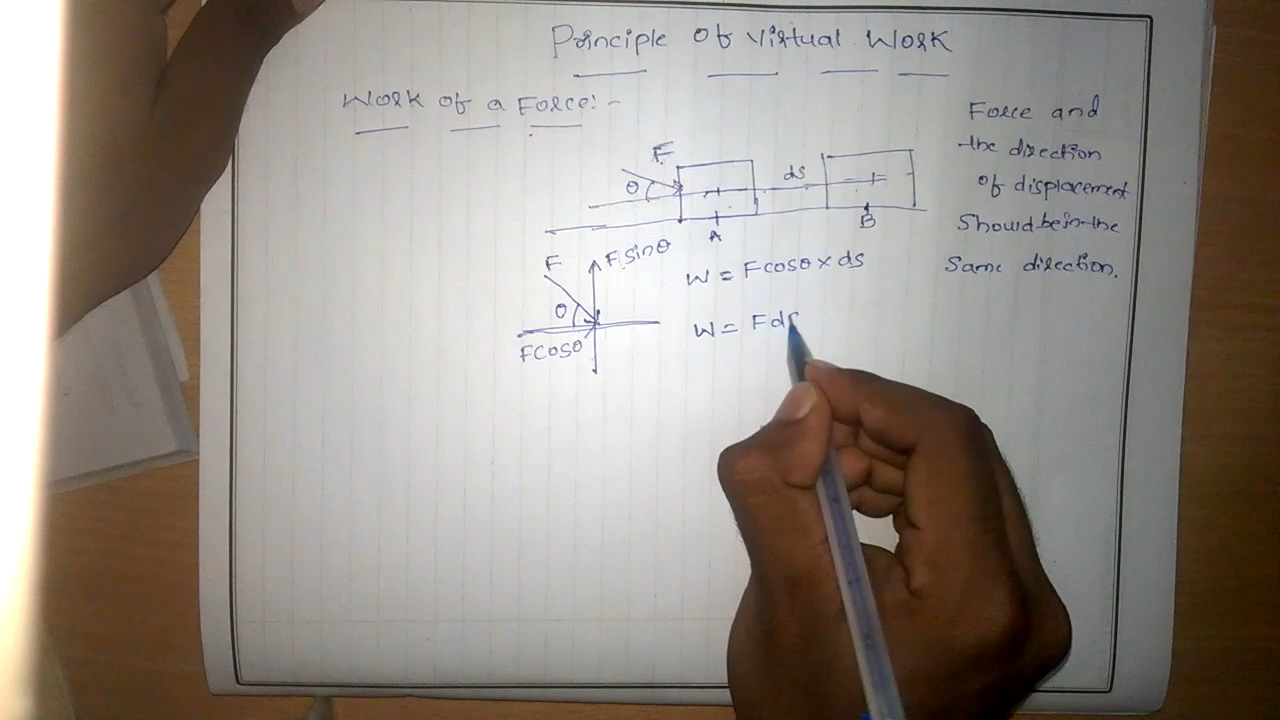 Principle of Virtual Work
Work of a Force:-
F
θ
ds
A
B
Force and
the direction
of displacement
Should be in the
Same direction.
F
F sinθ
θ
Fcosθ
W = Fcosθ x ds
W = Fds